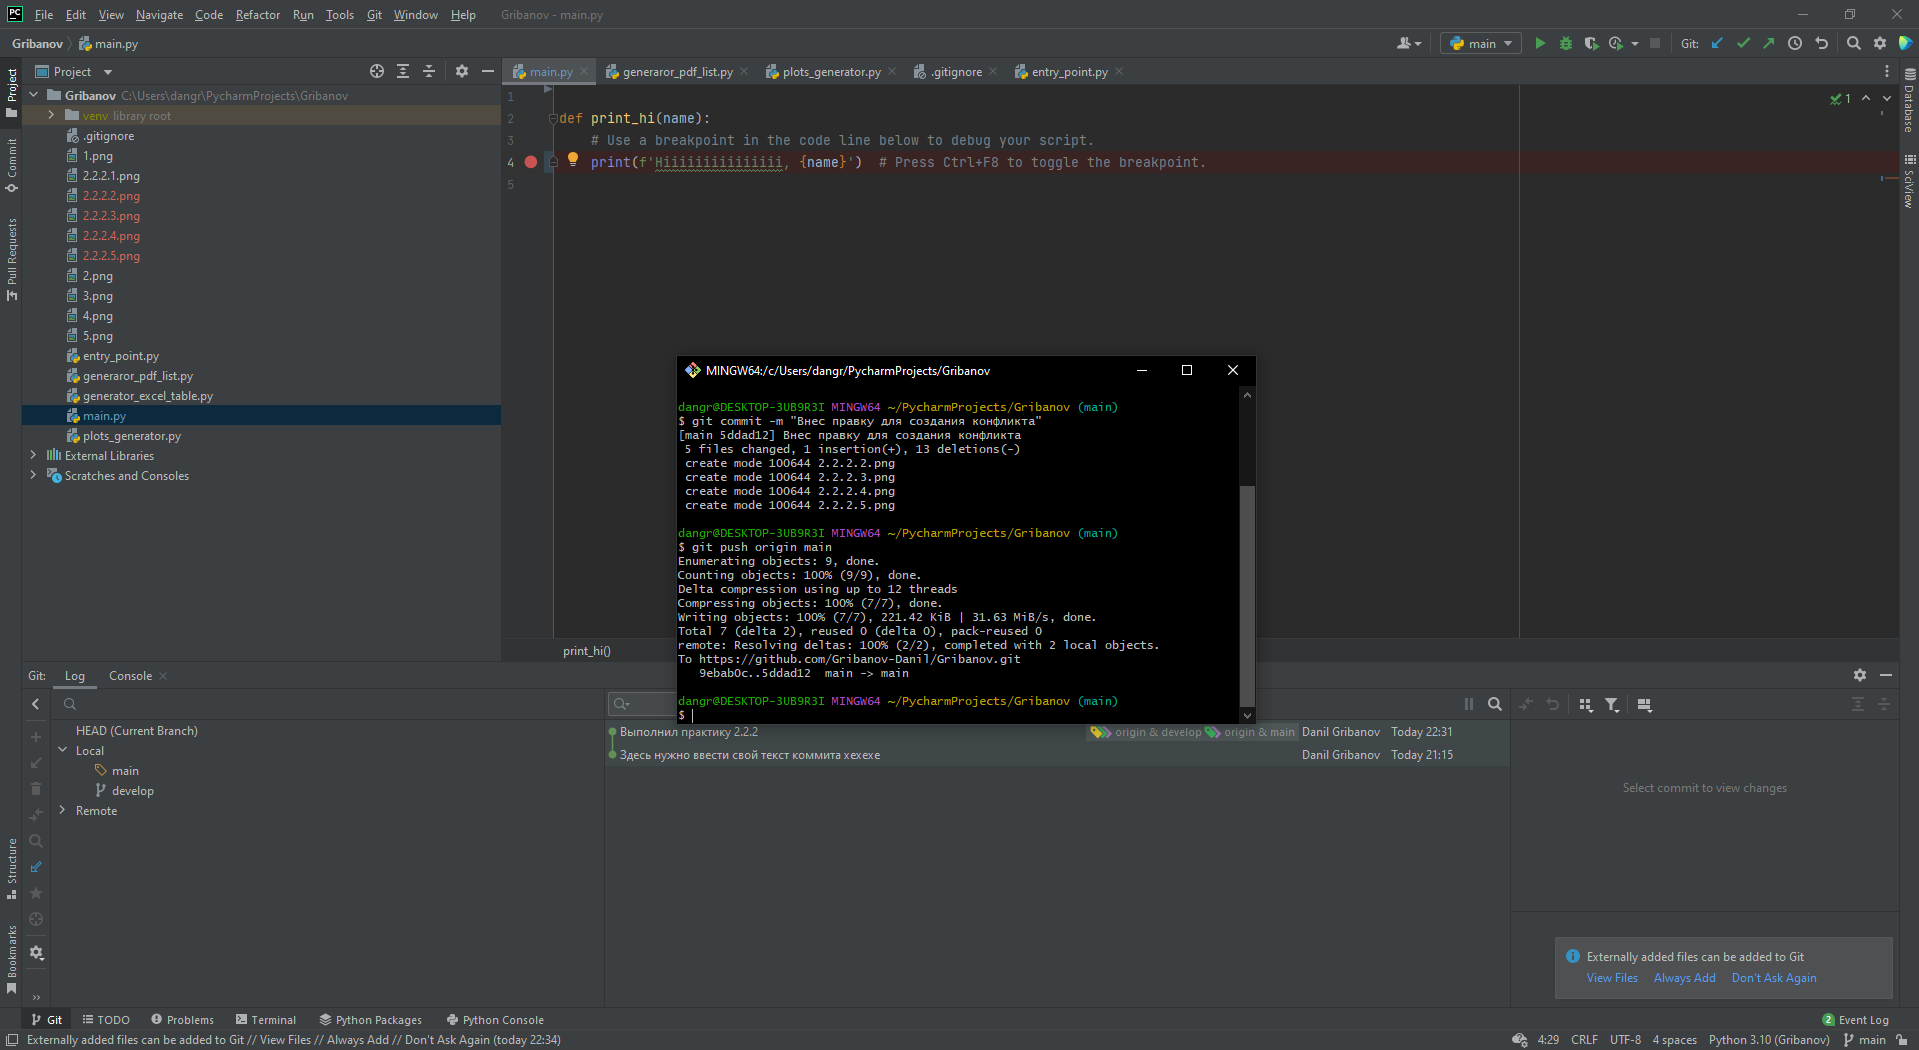 PC File Edit View Navigate Code Refactor Run Tools Git Window Help Gribanov - main.py
Gribanov main.py main Git:
Project
main.py generaror_pdf_list.py plots_generator.py .gitignore entry_point.py
Project
Commit
Pull Requests
Structure
Bookmarks
Gribanov C:\Users\dangr\PycharmProjects\Gribanov
venv library root
.gitignore
1.png
2.2.2.1.png
2.2.2.2.png
2.2.2.3.png
2.2.2.4.png
2.2.2.5.png
2.png
3.png
4.png
5.png
entry_point.py
generaror_pdf_list.py
generator_excel_table.py
main.py
plots_generator.py
External Libraries
Scratches and Consoles
1
2 def print_hi(name):
3 # Use a breakpoint in the code line below to debug your script.
4 print(f'Hiiiiiiiiiiiiiii, {name}') # Press Ctrl+F8 to toggle the breakpoint.
5
1
Database
SciView
print_hi()
MINGW64:/c/Users/dangr/PycharmProjects/Gribanov
dangr@DESKTOP-3UB9R3I MINGW64 ~/PycharmProjects/Gribanov (main)
$ git commit -m "Внес правку для создания конфликта"
[main 5ddad12] Внес правку для создания конфликта
5 files changed, 1 insertion(+), 13 deletions(-)
create mode 100644 2.2.2.2.png
create mode 100644 2.2.2.3.png
create mode 100644 2.2.2.4.png
create mode 100644 2.2.2.5.png
dangr@DESKTOP-3UB9R3I MINGW64 ~/PycharmProjects/Gribanov (main)
$ git push origin main
Enumerating objects: 9, done.
Counting objects: 100% (9/9), done.
Delta compression using up to 12 threads
Compressing objects: 100% (7/7), done.
Writing objects: 100% (7/7), 221.42 KiB | 31.63 MiB/s, done.
Total 7 (delta 2), reused 0 (delta 0), pack-reused 0
remote: Resolving deltas: 100% (2/2), completed with 2 local objects.
To https://github.com/Gribanov-Danil/Gribanov.git
9ebab0c..5ddad12 main -> main
dangr@DESKTOP-3UB9R3I MINGW64 ~/PycharmProjects/Gribanov (main)
$
Git: Log Console
HEAD (Current Branch)
Local
main
develop
Remote
Выполнил практику 2.2.2 origin & develop origin & main Danil Gribanov Today 22:31
Здесь нужно ввести свой текст коммита хехехе Danil Gribanov Today 21:15
Select commit to view changes
Externally added files can be added to Git
View Files Always Add Don't Ask Again
Git TODO Problems Terminal Python Packages Python Console 2 Event Log
Externally added files can be added to Git // View Files // Always Add // Don't Ask Again (today 22:34) 4:29 CRLF UTF-8 4 spaces Python 3.10 (Gribanov) main